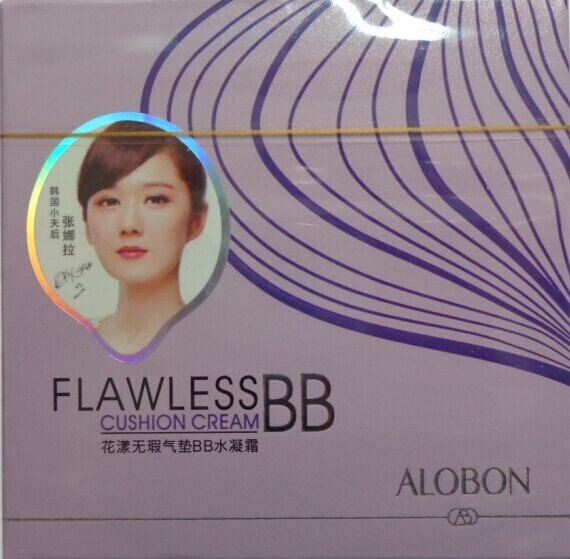 韩国小天后
张娜拉
FLAWLESS BB
CUSHION CREAM
花漾无瑕气垫BB水凝霜
ALOBON
AB